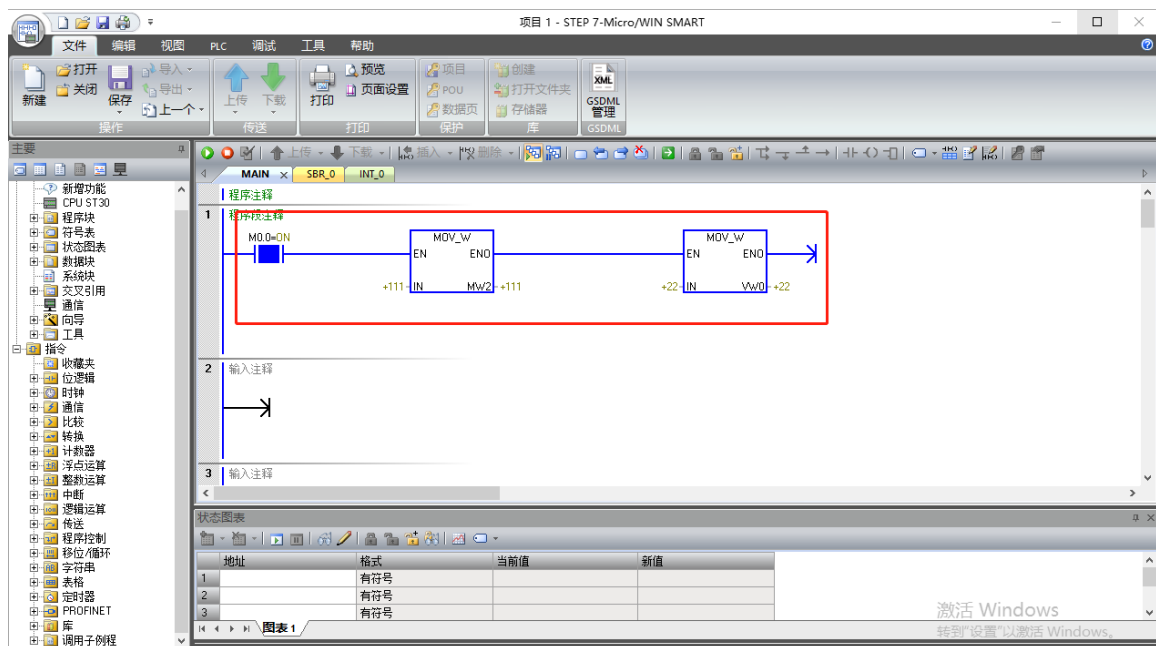 项目 1 - STEP 7-Micro/WIN SMART
文件 编辑 视图 PLC 调试 工具 帮助
新建 打开 关闭 保存 导入 导出 上一个
上传 下载 打印 预览 页面设置
项目 POU 数据页
创建 打开文件夹 存储器
XML GSDML 管理
操作 传送 打印 保护 库 GSDML
主要
上传 下载 插入 删除
MAIN SBR_0 INT_0
新增功能
CPU ST30
程序块
符号表
状态图表
数据块
系统块
交叉引用
通信
向导
工具
指令
收藏夹
位逻辑
时钟
通信
比较
转换
计数器
浮点运算
整数运算
中断
逻辑运算
传送
程序控制
移位/循环
字符串
表格
定时器
PROFINET
库
调用子例程
程序注释
1 程序段注释
M0.0=ON MOV_W MOV_W
EN ENO EN ENO
+111 IN MW2 +111 +22 IN VW0 +22
2 输入注释
3 输入注释
状态图表
地址 格式 当前值 新值
1 有符号
2 有符号
3 有符号
图表 1
激活 Windows
转到"设置"以激活 Windows。